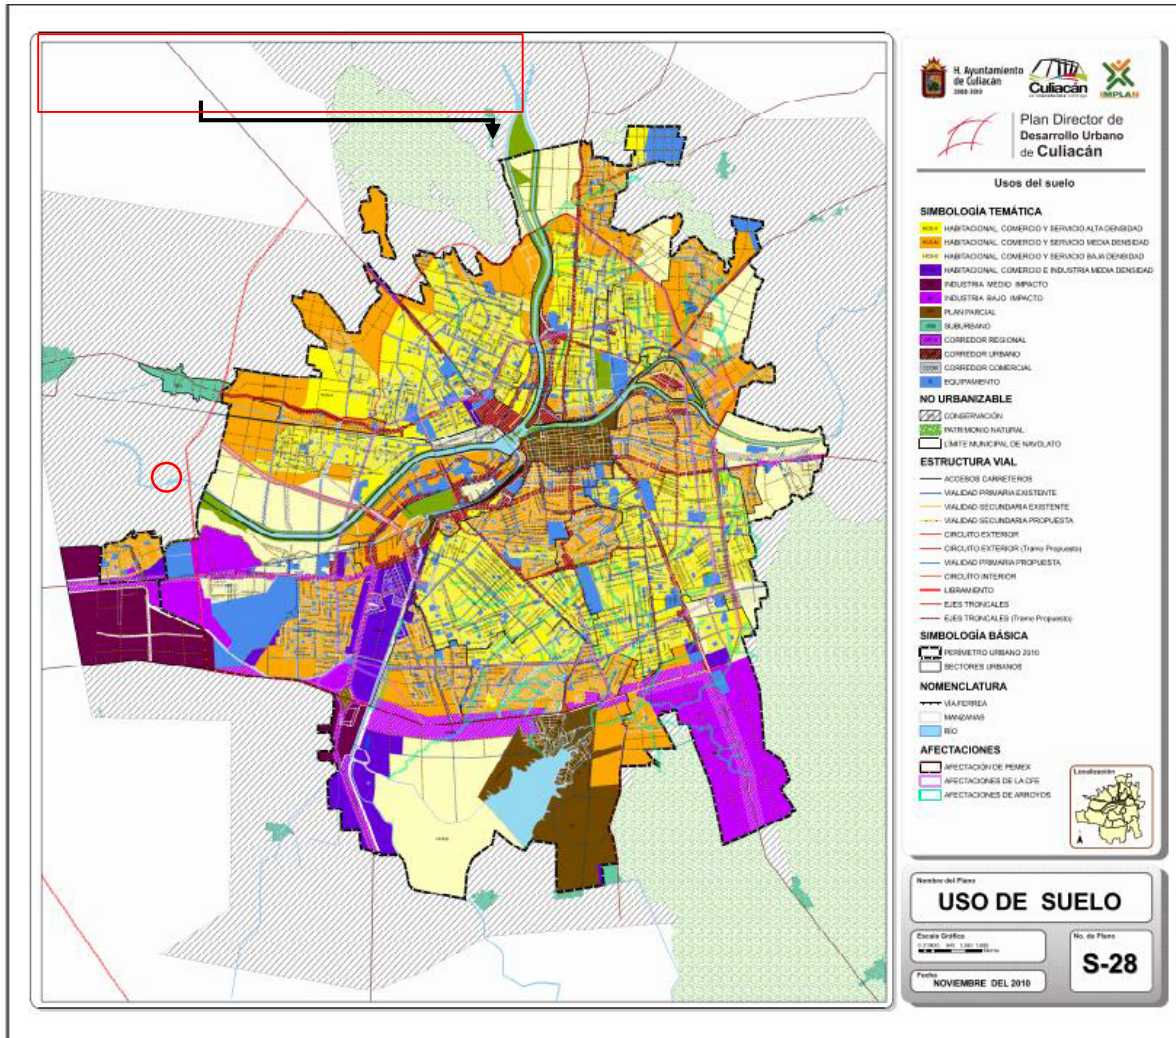 H. Ayuntamiento
de Culiacán
Culiacán
IMPLAN
Plan Director de
Desarrollo Urbano
de Culiacán
Usos del suelo
SIMBOLOGÍA TEMÁTICA
HABITACIONAL, COMERCIO Y SERVICIO ALTA DENSIDAD
HABITACIONAL, COMERCIO Y SERVICIO MEDIA DENSIDAD
HABITACIONAL, COMERCIO Y SERVICIO BAJA DENSIDAD
HABITACIONAL, COMERCIO E INDUSTRIA MEDIA DENSIDAD
INDUSTRIA MEDIO IMPACTO
INDUSTRIA BAJO IMPACTO
PLAN PARCIAL
SUBURBANO
CORREDOR REGIONAL
CORREDOR URBANO
CORREDOR COMERCIAL
EQUIPAMIENTO
NO URBANIZABLE
CONSERVACIÓN
PATRIMONIO NATURAL
LÍMITE MUNICIPAL DE NAVOLATO
ESTRUCTURA VIAL
ACCESOS CARRETEROS
VIALIDAD PRIMARIA EXISTENTE
VIALIDAD SECUNDARIA EXISTENTE
VIALIDAD SECUNDARIA PROPUESTA
CIRCUITO EXTERIOR
CIRCUITO EXTERIOR (Tramo Propuesto)
VIALIDAD PRIMARIA PROPUESTA
CIRCUITO INTERIOR
LIBRAMIENTO
EJES TRONCALES
EJES TRONCALES (Tramo Propuesto)
SIMBOLOGÍA BÁSICA
PERÍMETRO URBANO 2010
SECTORES URBANOS
NOMENCLATURA
VÍA FERREA
MANZANAS
RÍO
AFECTACIONES
AFECTACIÓN DE PEMEX
AFECTACIONES DE LA CFE
AFECTACIONES DE ARROYOS
Localización
Nombre del Plano
USO DE SUELO
Escala Gráfica
No. de Plano
S-28
Fecha
NOVIEMBRE DEL 2010